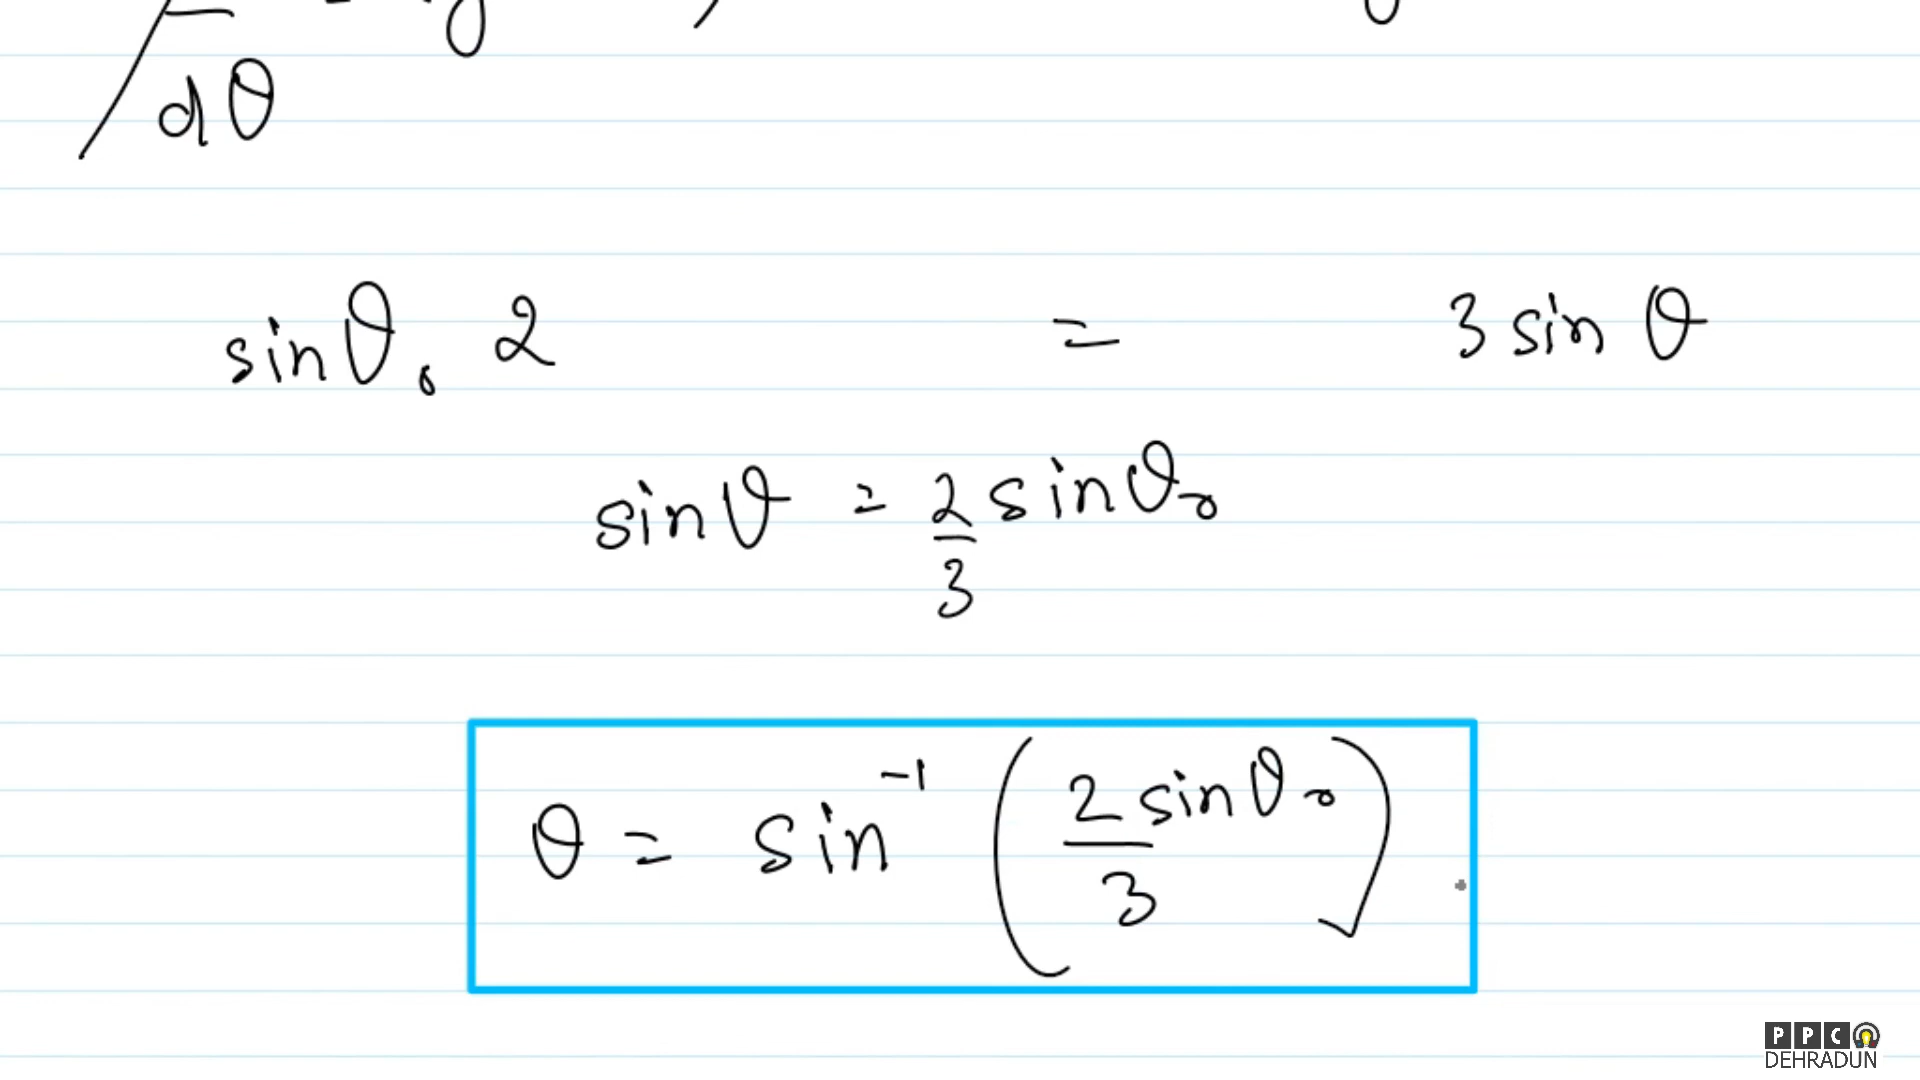 dθ
sinθ₀ 2 = 3 sin θ
sinθ = 2/3 sinθ₀
θ = sin⁻¹ (2 sinθ₀ / 3)
PPC
DEHRADUN